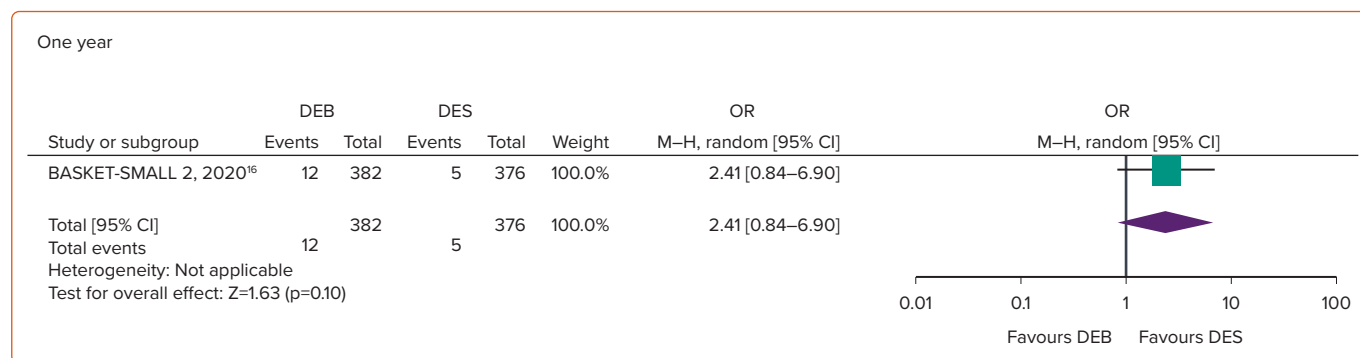 One year
DEB DES OR OR
Study or subgroup Events Total Events Total Weight M–H, random [95% CI] M–H, random [95% CI]
BASKET-SMALL 2, 2020¹⁶ 12 382 5 376 100.0% 2.41 [0.84–6.90]
Total [95% CI] 382 376 100.0% 2.41 [0.84–6.90]
Total events 12 5
Heterogeneity: Not applicable
Test for overall effect: Z=1.63 (p=0.10)
0.01 0.1 1 10 100
Favours DEB Favours DES